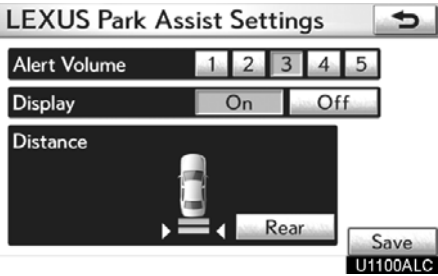 LEXUS Park Assist Settings
Alert Volume 1 2 3 4 5
Display On Off
Distance
Rear
Save
U1100ALC